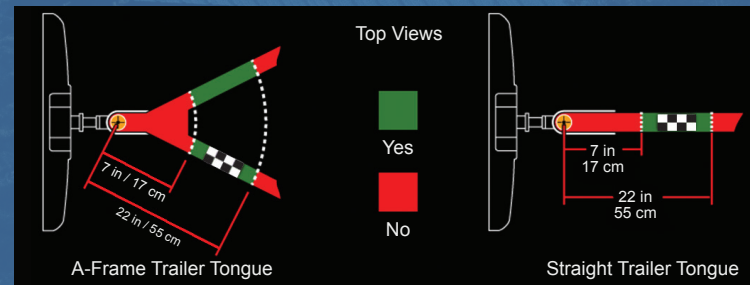 Top Views
Yes
No
7 in / 17 cm
22 in / 55 cm
A-Frame Trailer Tongue
7 in
17 cm
22 in
55 cm
Straight Trailer Tongue